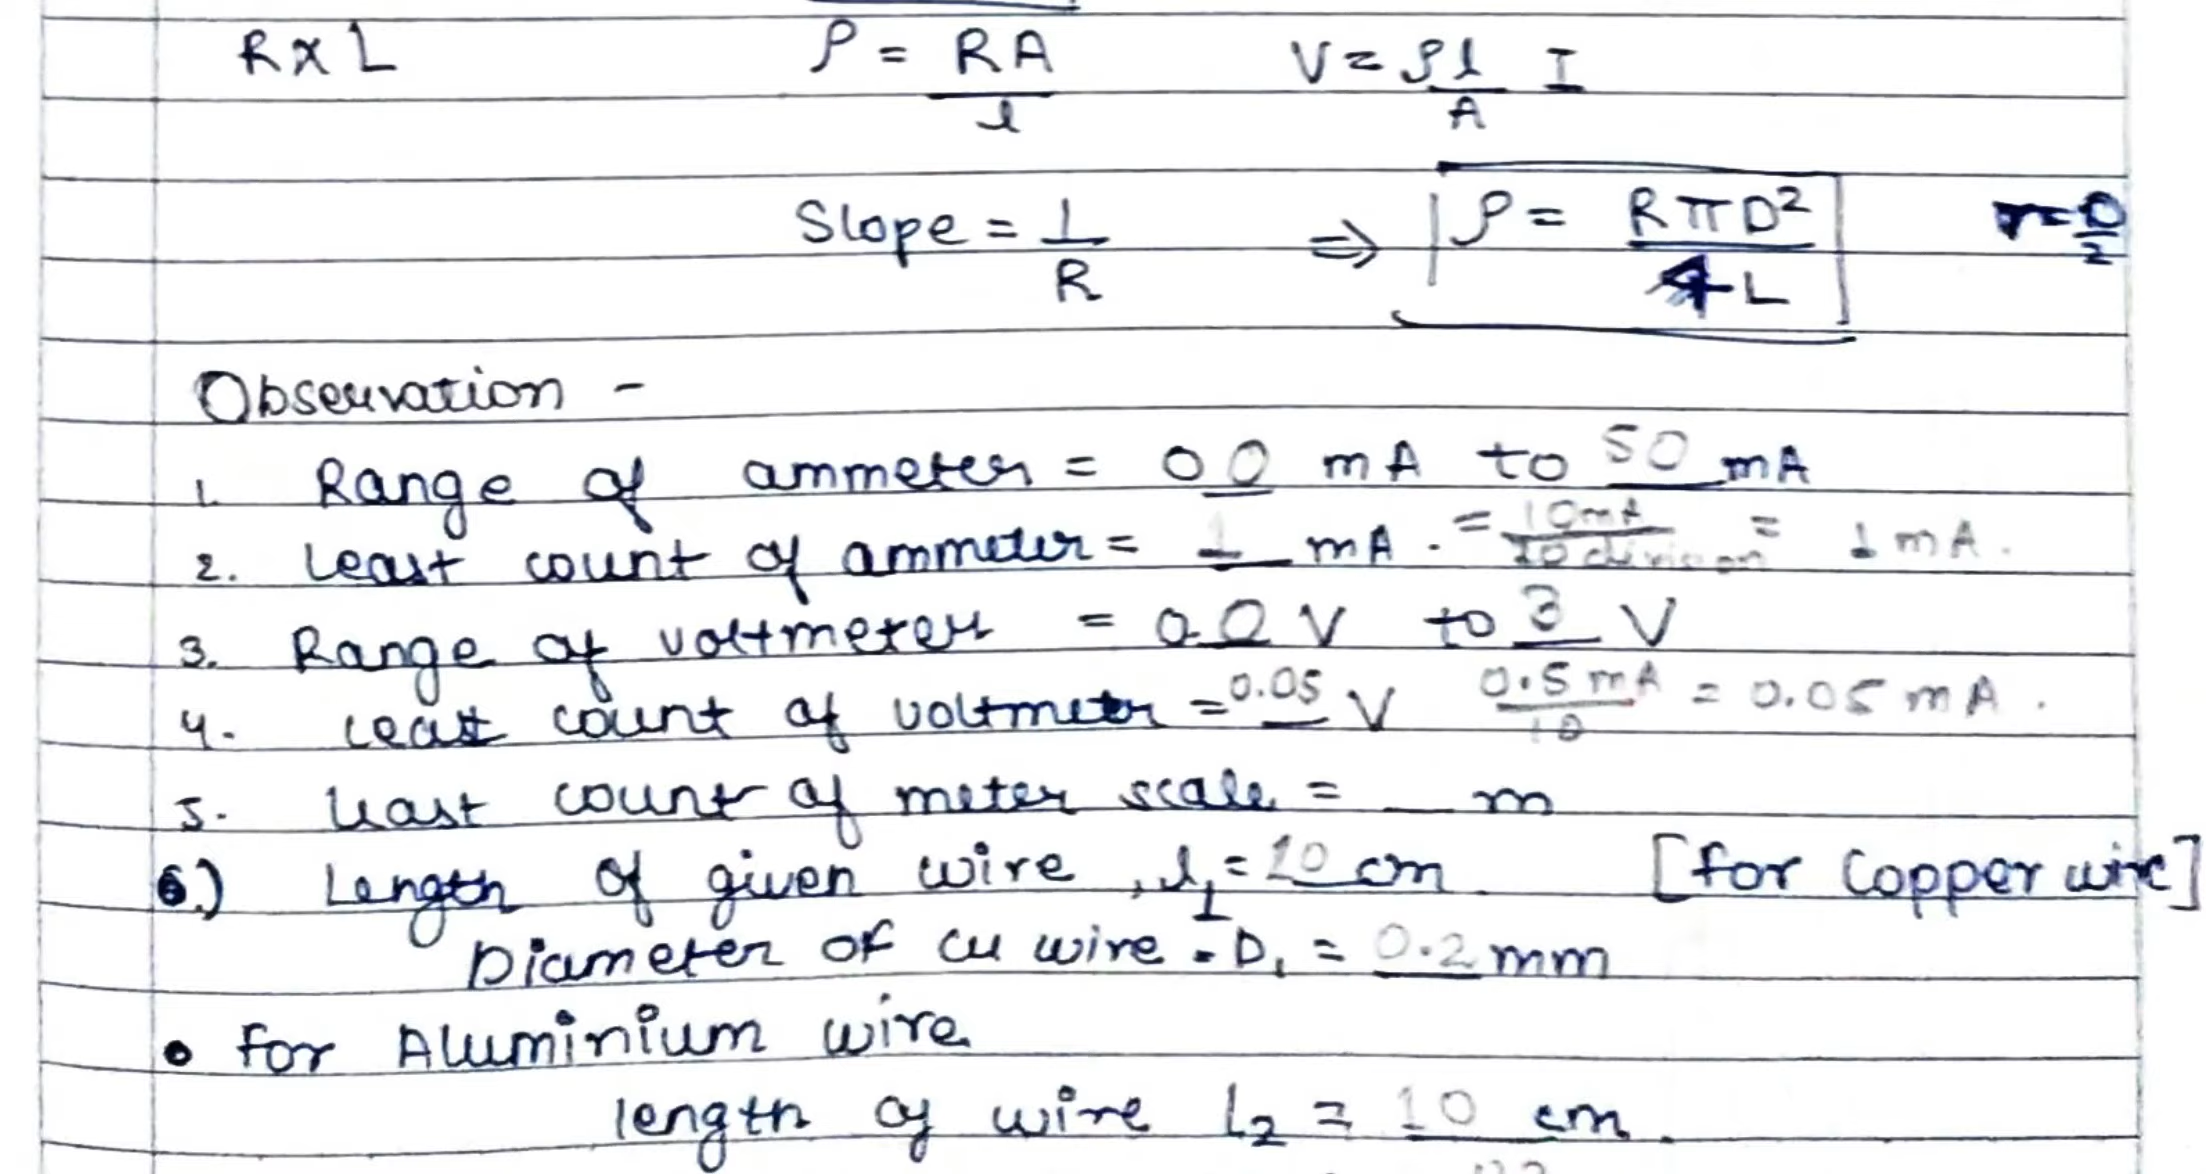 R x L    ρ = RA/l    V = ρl/A I
Slope = 1/R ⇒ ρ = RπD²/4L    r = D/2
Observation -
1. Range of ammeter = 00 mA to 50 mA
2. Least count of ammeter = 1 mA . = 10mA/10 division = 1 mA.
3. Range of voltmeter = 0.0 V to 3 V
4. Least count of voltmeter = 0.05 V 0.5 mA/10 = 0.05 mA .
5. Least count of meter scale = __ m
6.) Length of given wire , l₁ = 10 cm [for Copper wire]
Diameter of cu wire . D₁ = 0.2 mm
• For Aluminium wire
length of wire L₂ = 10 cm .